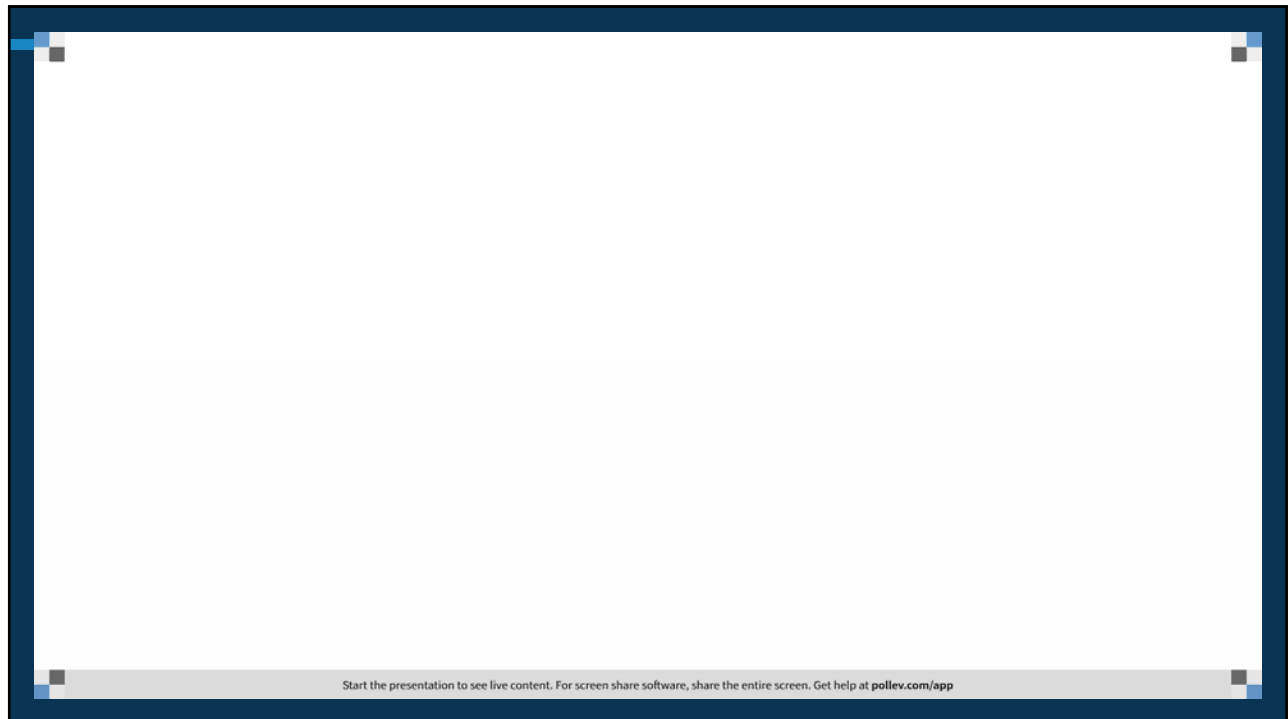 Start the presentation to see live content. For screen share software, share the entire screen. Get help at pollev.com/app